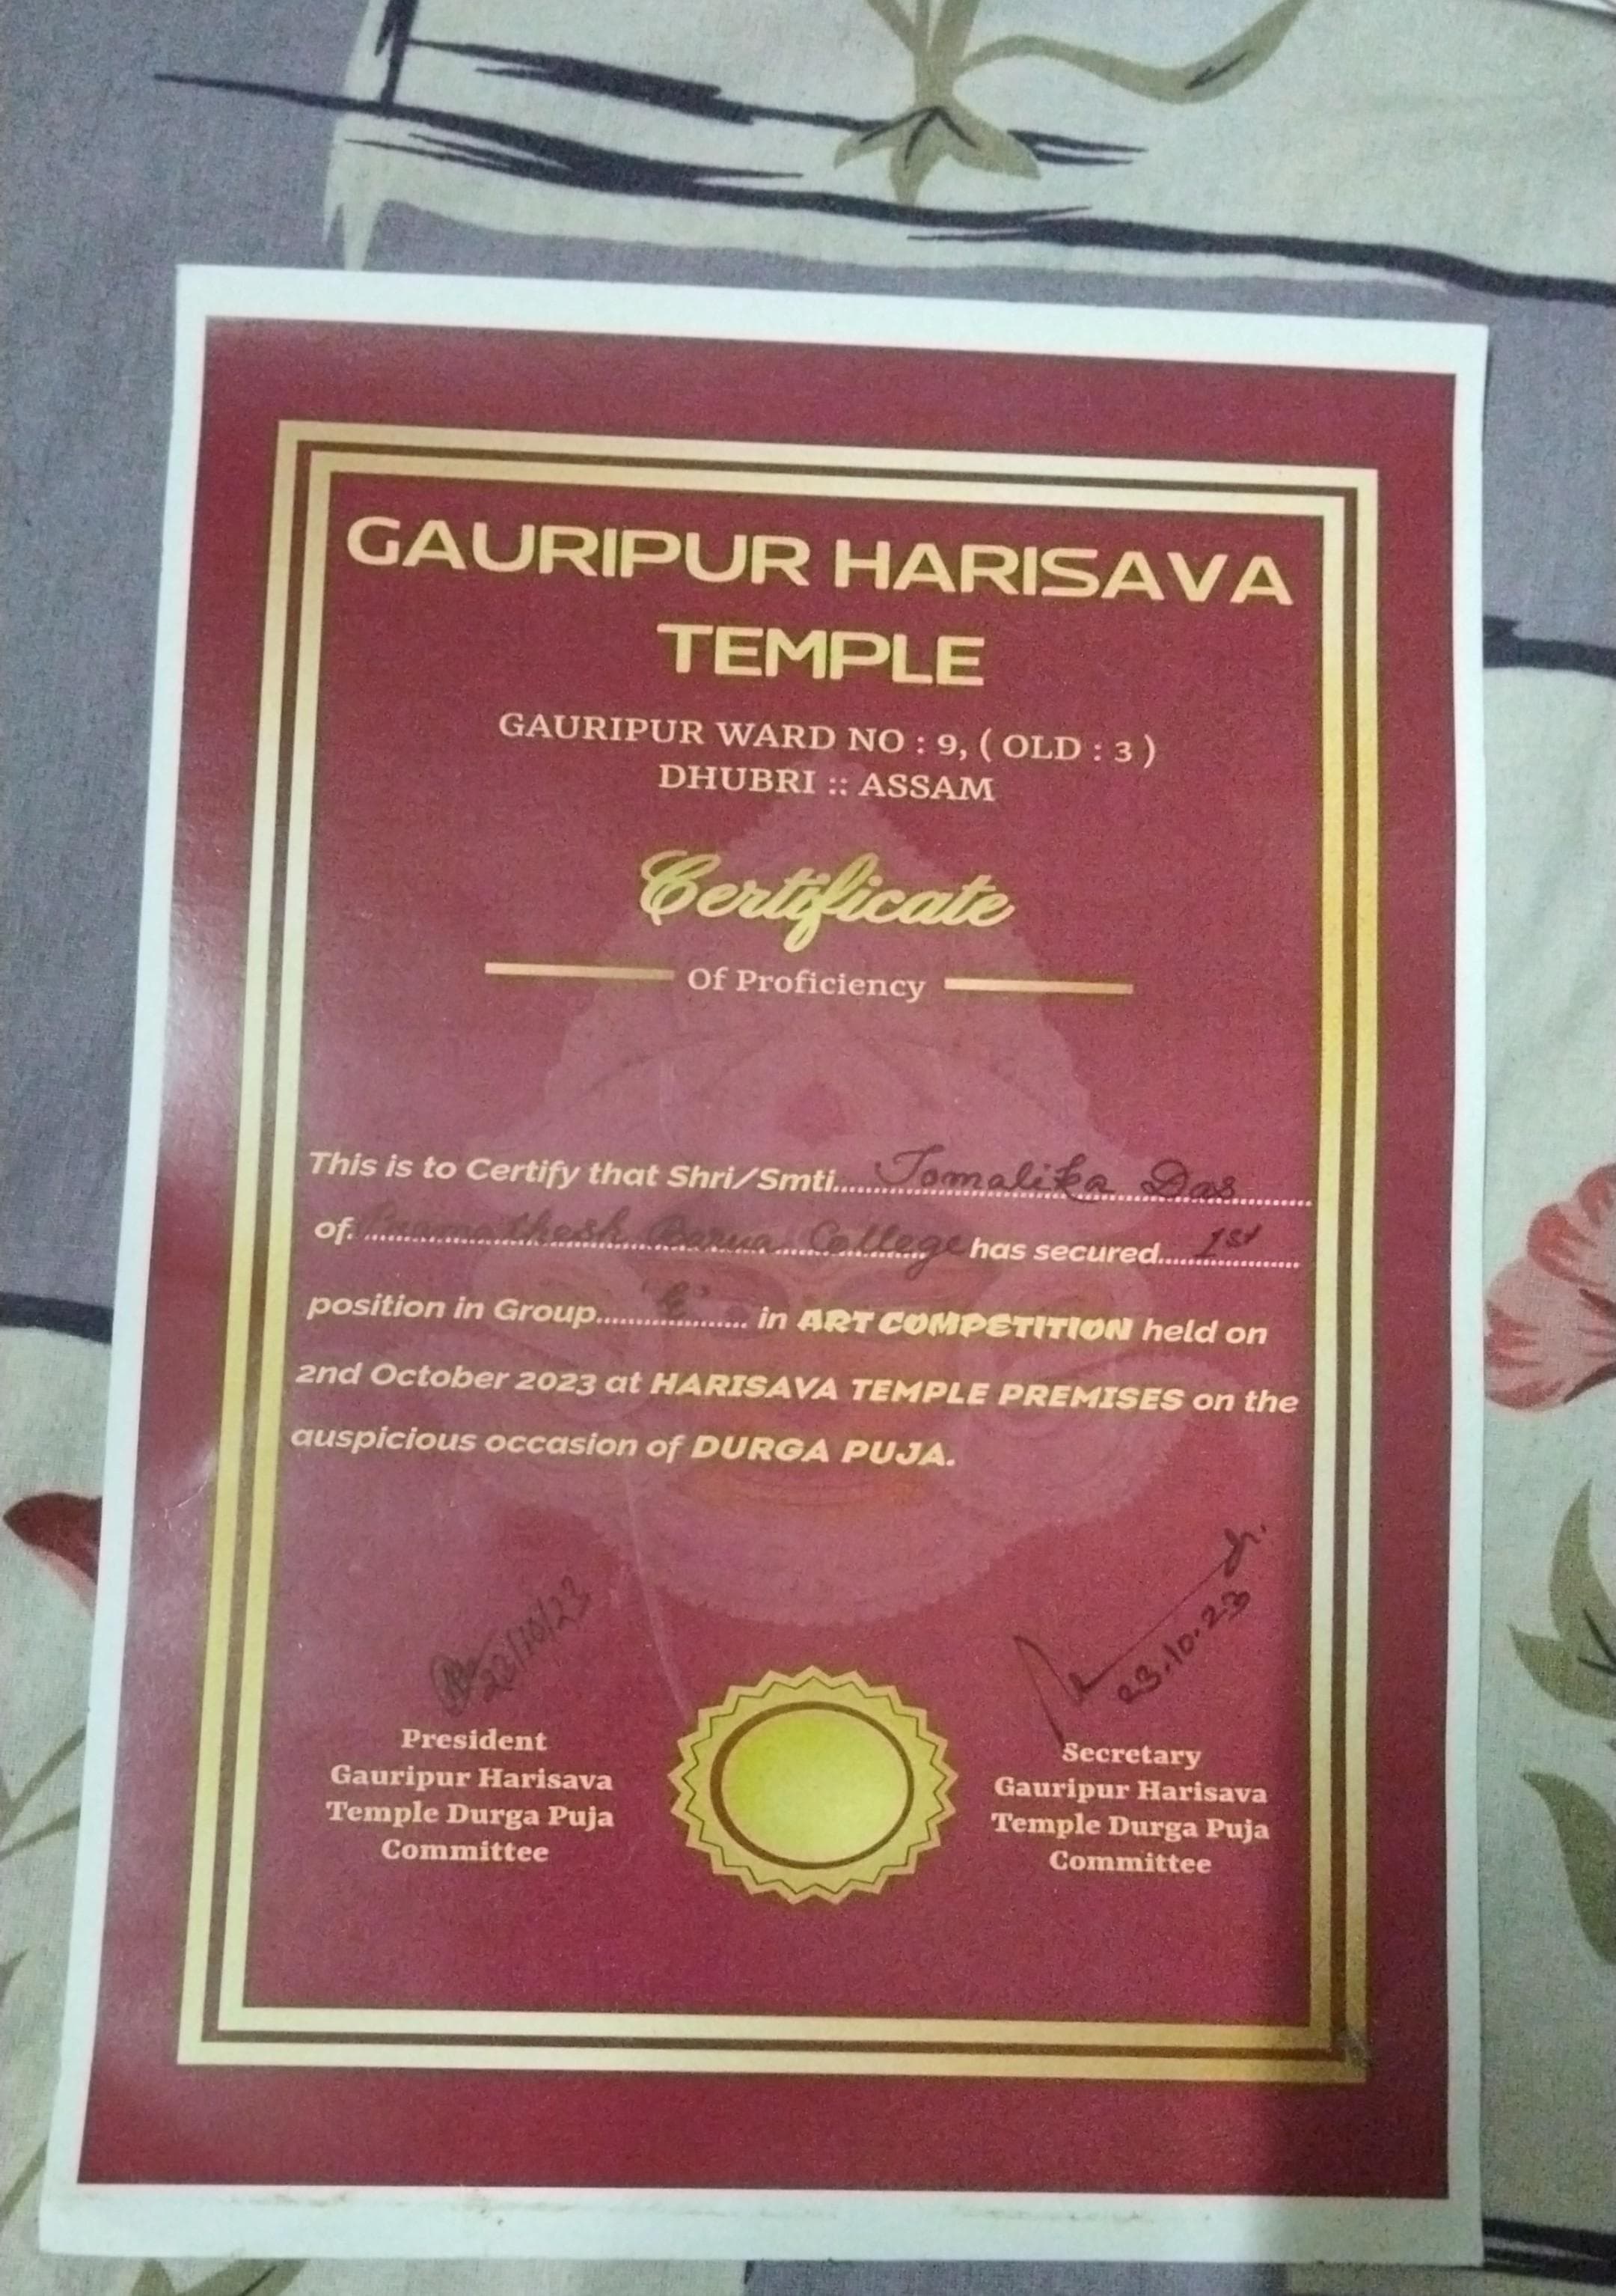 GAURIPUR HARISAVA
TEMPLE
GAURIPUR WARD NO : 9, ( OLD : 3 )
DHUBRI :: ASSAM
Certificate
Of Proficiency
This is to Certify that Shri/Smti.... Tomalika Das
of. Pramathesh Barua College has secured.... 1st
position in Group.................. in ART COMPETITION held on
2nd October 2023 at HARISAVA TEMPLE PREMISES on the
auspicious occasion of DURGA PUJA.
23/10/23
23.10.23
President
Gauripur Harisava
Temple Durga Puja
Committee
Secretary
Gauripur Harisava
Temple Durga Puja
Committee